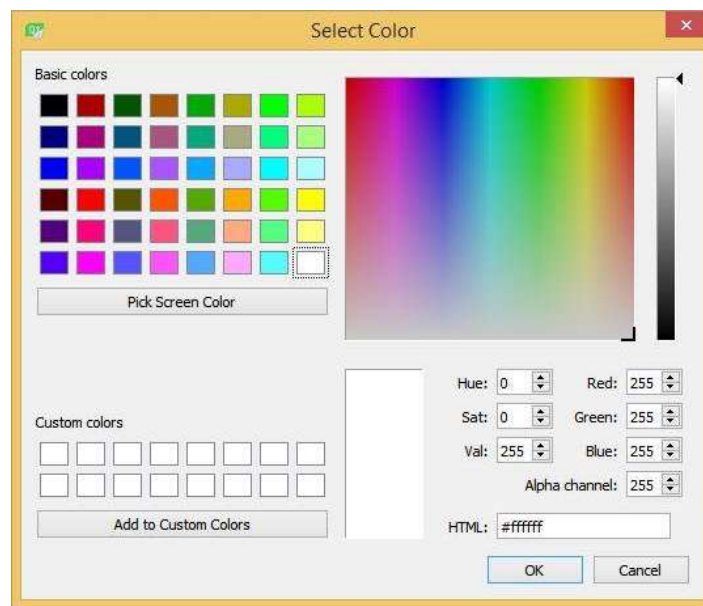 Select Color
Basic colors
Pick Screen Color
Custom colors
Add to Custom Colors
Hue: 0 Red: 255
Sat: 0 Green: 255
Val: 255 Blue: 255
Alpha channel: 255
HTML: #ffffff
OK Cancel